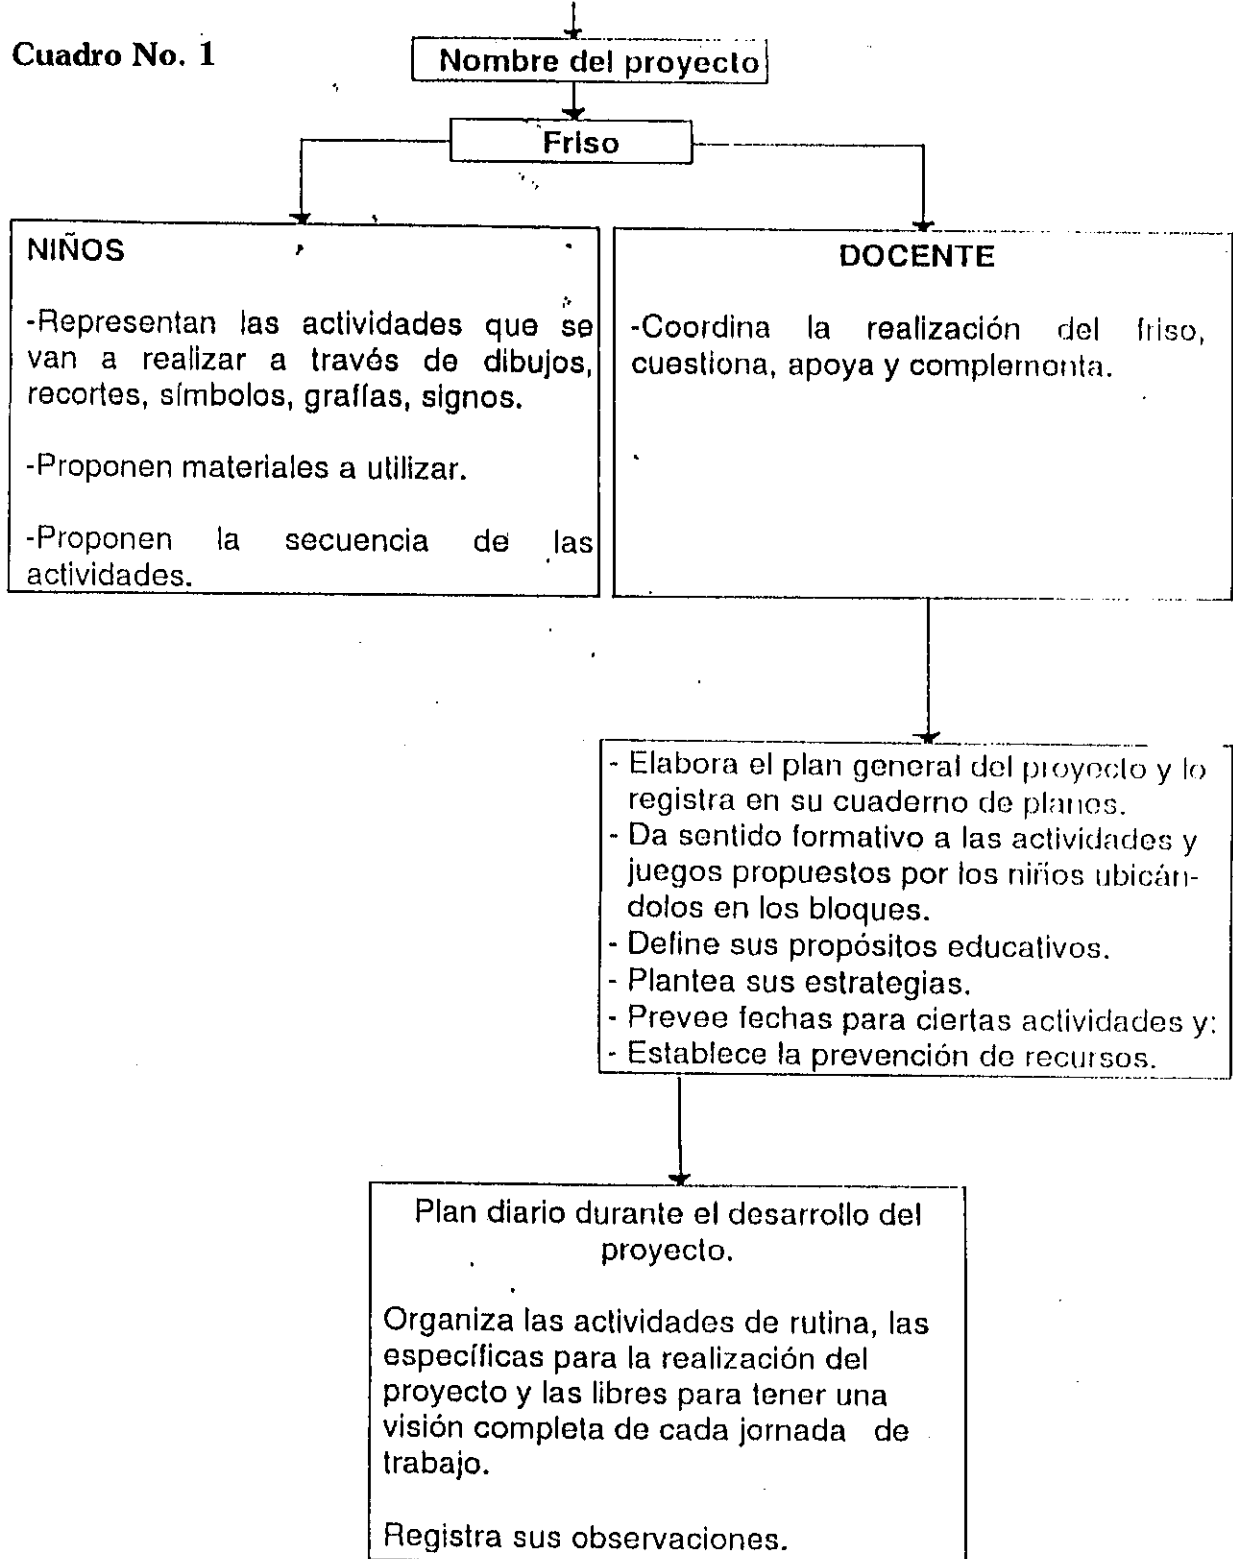 Cuadro No. 1
Nombre del proyecto
Friso
NIÑOS
-Representan las actividades que se
van a realizar a través de dibujos,
recortes, símbolos, grafías, signos.
-Proponen materiales a utilizar.
-Proponen la secuencia de las
actividades.
DOCENTE
-Coordina la realización del friso,
cuestiona, apoya y complementa.
- Elabora el plan general del proyecto y lo
registra en su cuaderno de planes.
- Da sentido formativo a las actividades y
juegos propuestos por los niños ubicán-
dolos en los bloques.
- Define sus propósitos educativos.
- Plantea sus estrategias.
- Prevee fechas para ciertas actividades y:
- Establece la prevención de recursos.
Plan diario durante el desarrollo del
proyecto.
Organiza las actividades de rutina, las
específicas para la realización del
proyecto y las libres para tener una
visión completa de cada jornada de
trabajo.
Registra sus observaciones.